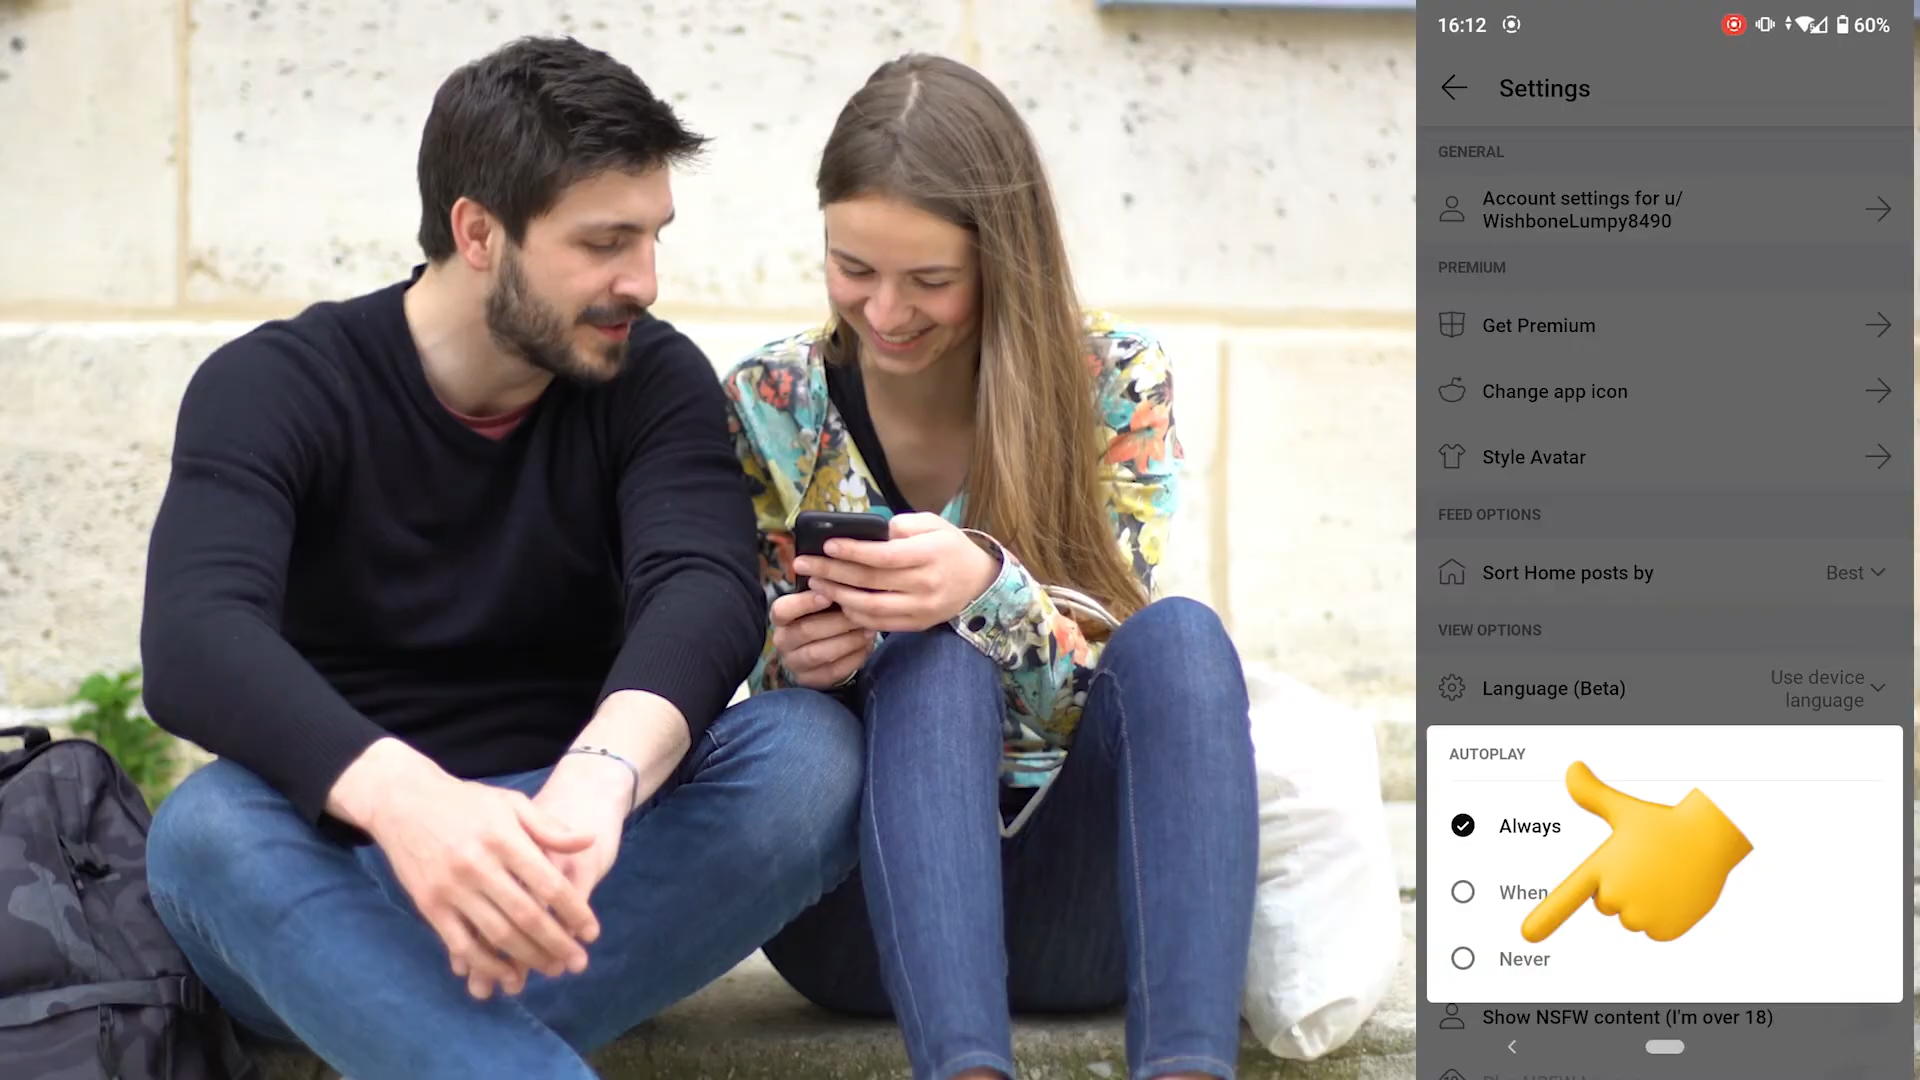 16:12
60%
Settings
GENERAL
Account settings for u/
WishboneLumpy8490
PREMIUM
Get Premium
Change app icon
Style Avatar
FEED OPTIONS
Sort Home posts by Best
VIEW OPTIONS
Language (Beta) Use device
language
AUTOPLAY
Always
When
Never
Show NSFW content (I'm over 18)